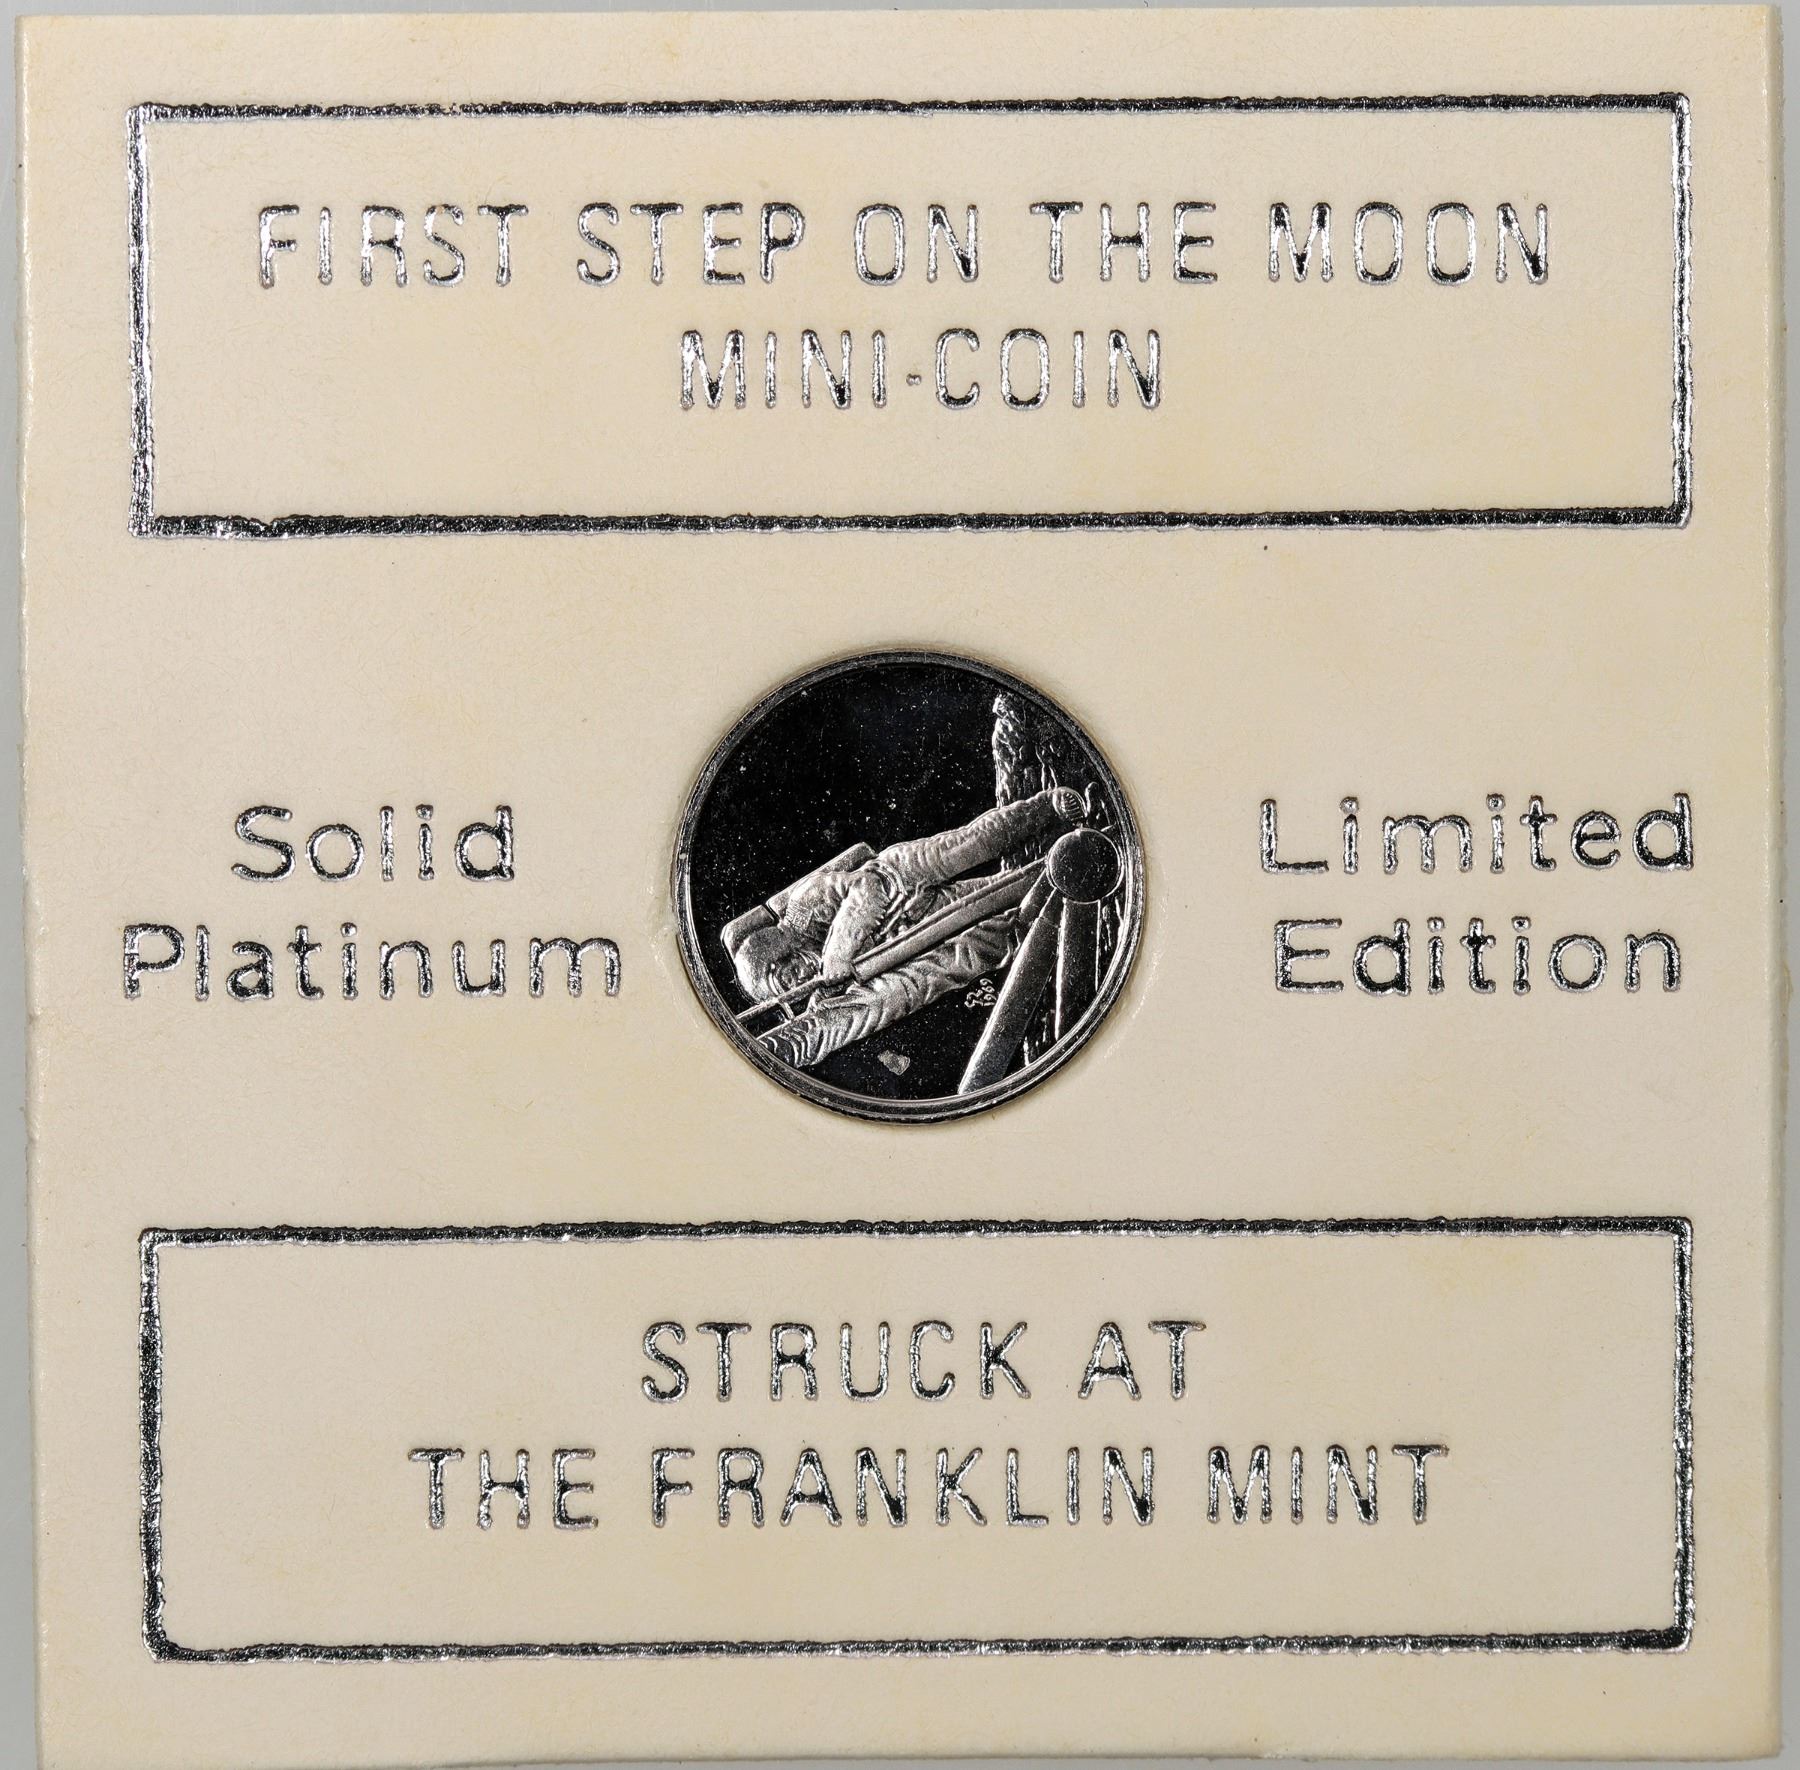 FIRST STEP ON THE MOON
MINI-COIN
Solid
Platinum
Limited
Edition
1969
STRUCK AT
THE FRANKLIN MINT